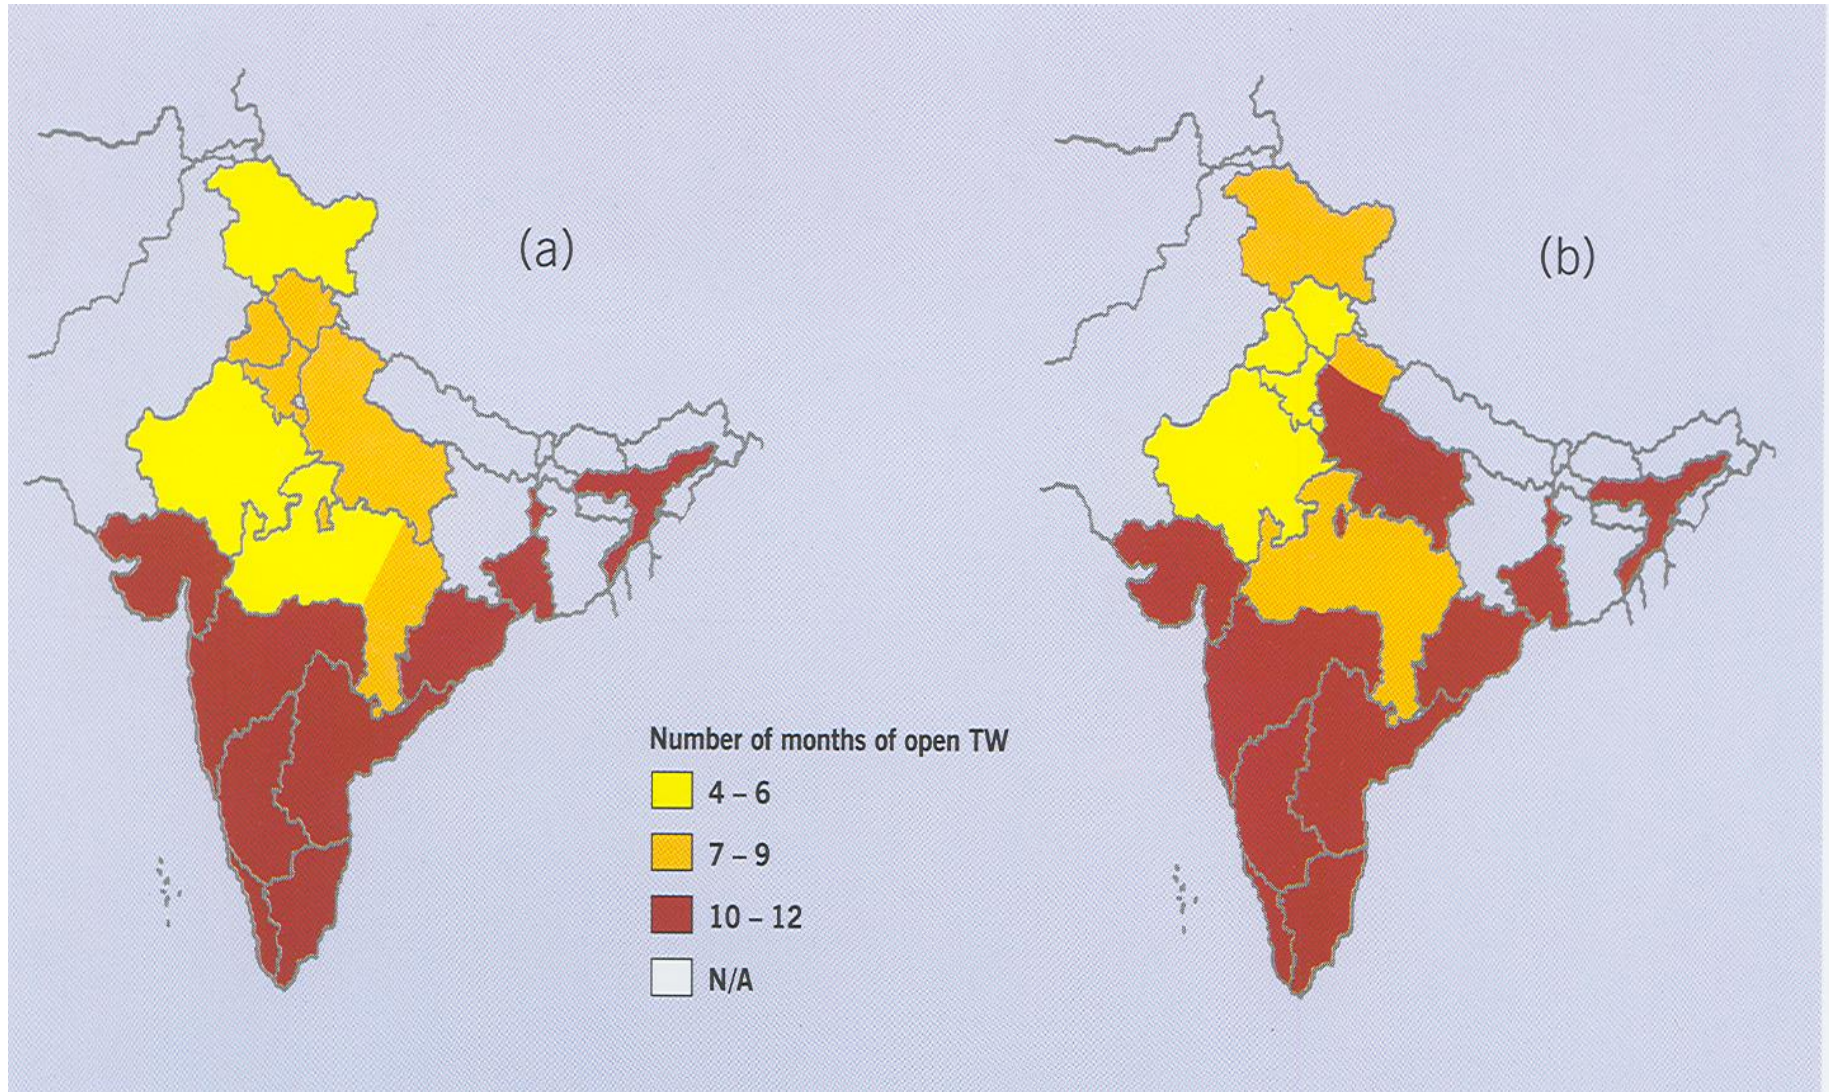 (a)
(b)
Number of months of open TW
4 – 6
7 – 9
10 – 12
N/A